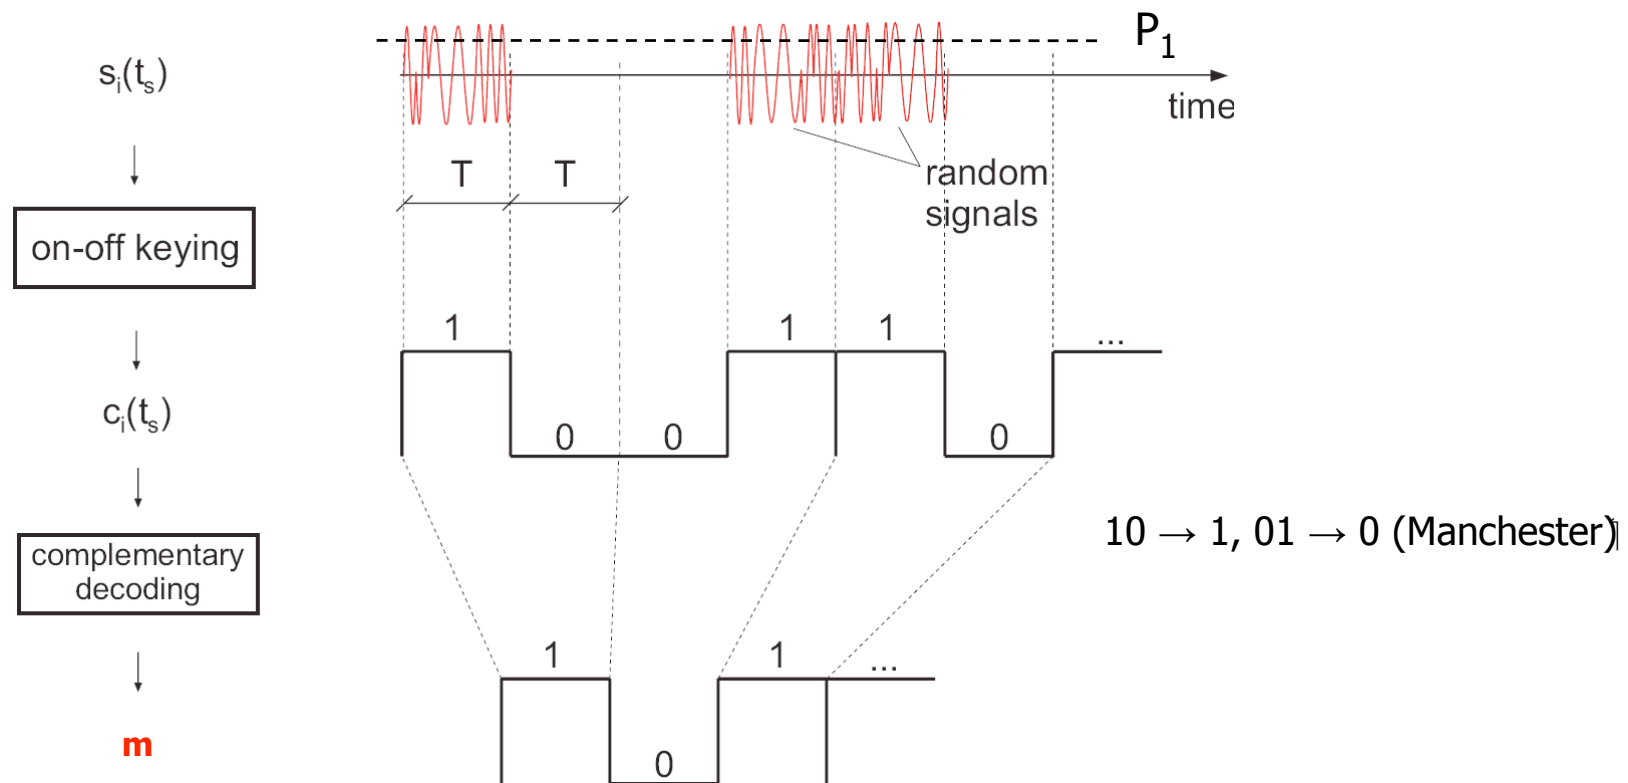 P₁
sᵢ(tₛ)
time
T T
random
signals
on-off keying
1 1 1 ...
0 0 0
cᵢ(tₛ)
10 → 1, 01 → 0 (Manchester)
complementary
decoding
1 1 ...
0
m